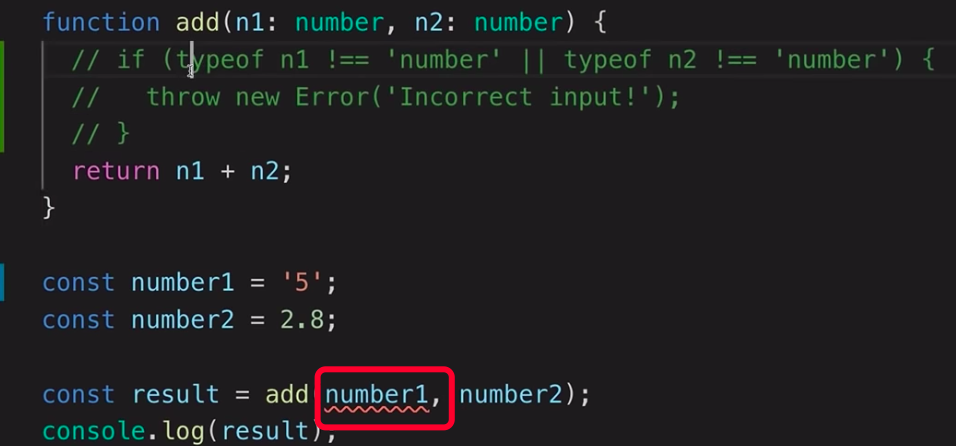 function add(n1: number, n2: number) {
// if (typeof n1 !== 'number' || typeof n2 !== 'number') {
//   throw new Error('Incorrect input!');
// }
return n1 + n2;
}
const number1 = '5';
const number2 = 2.8;
const result = add(number1, number2);
console.log(result);